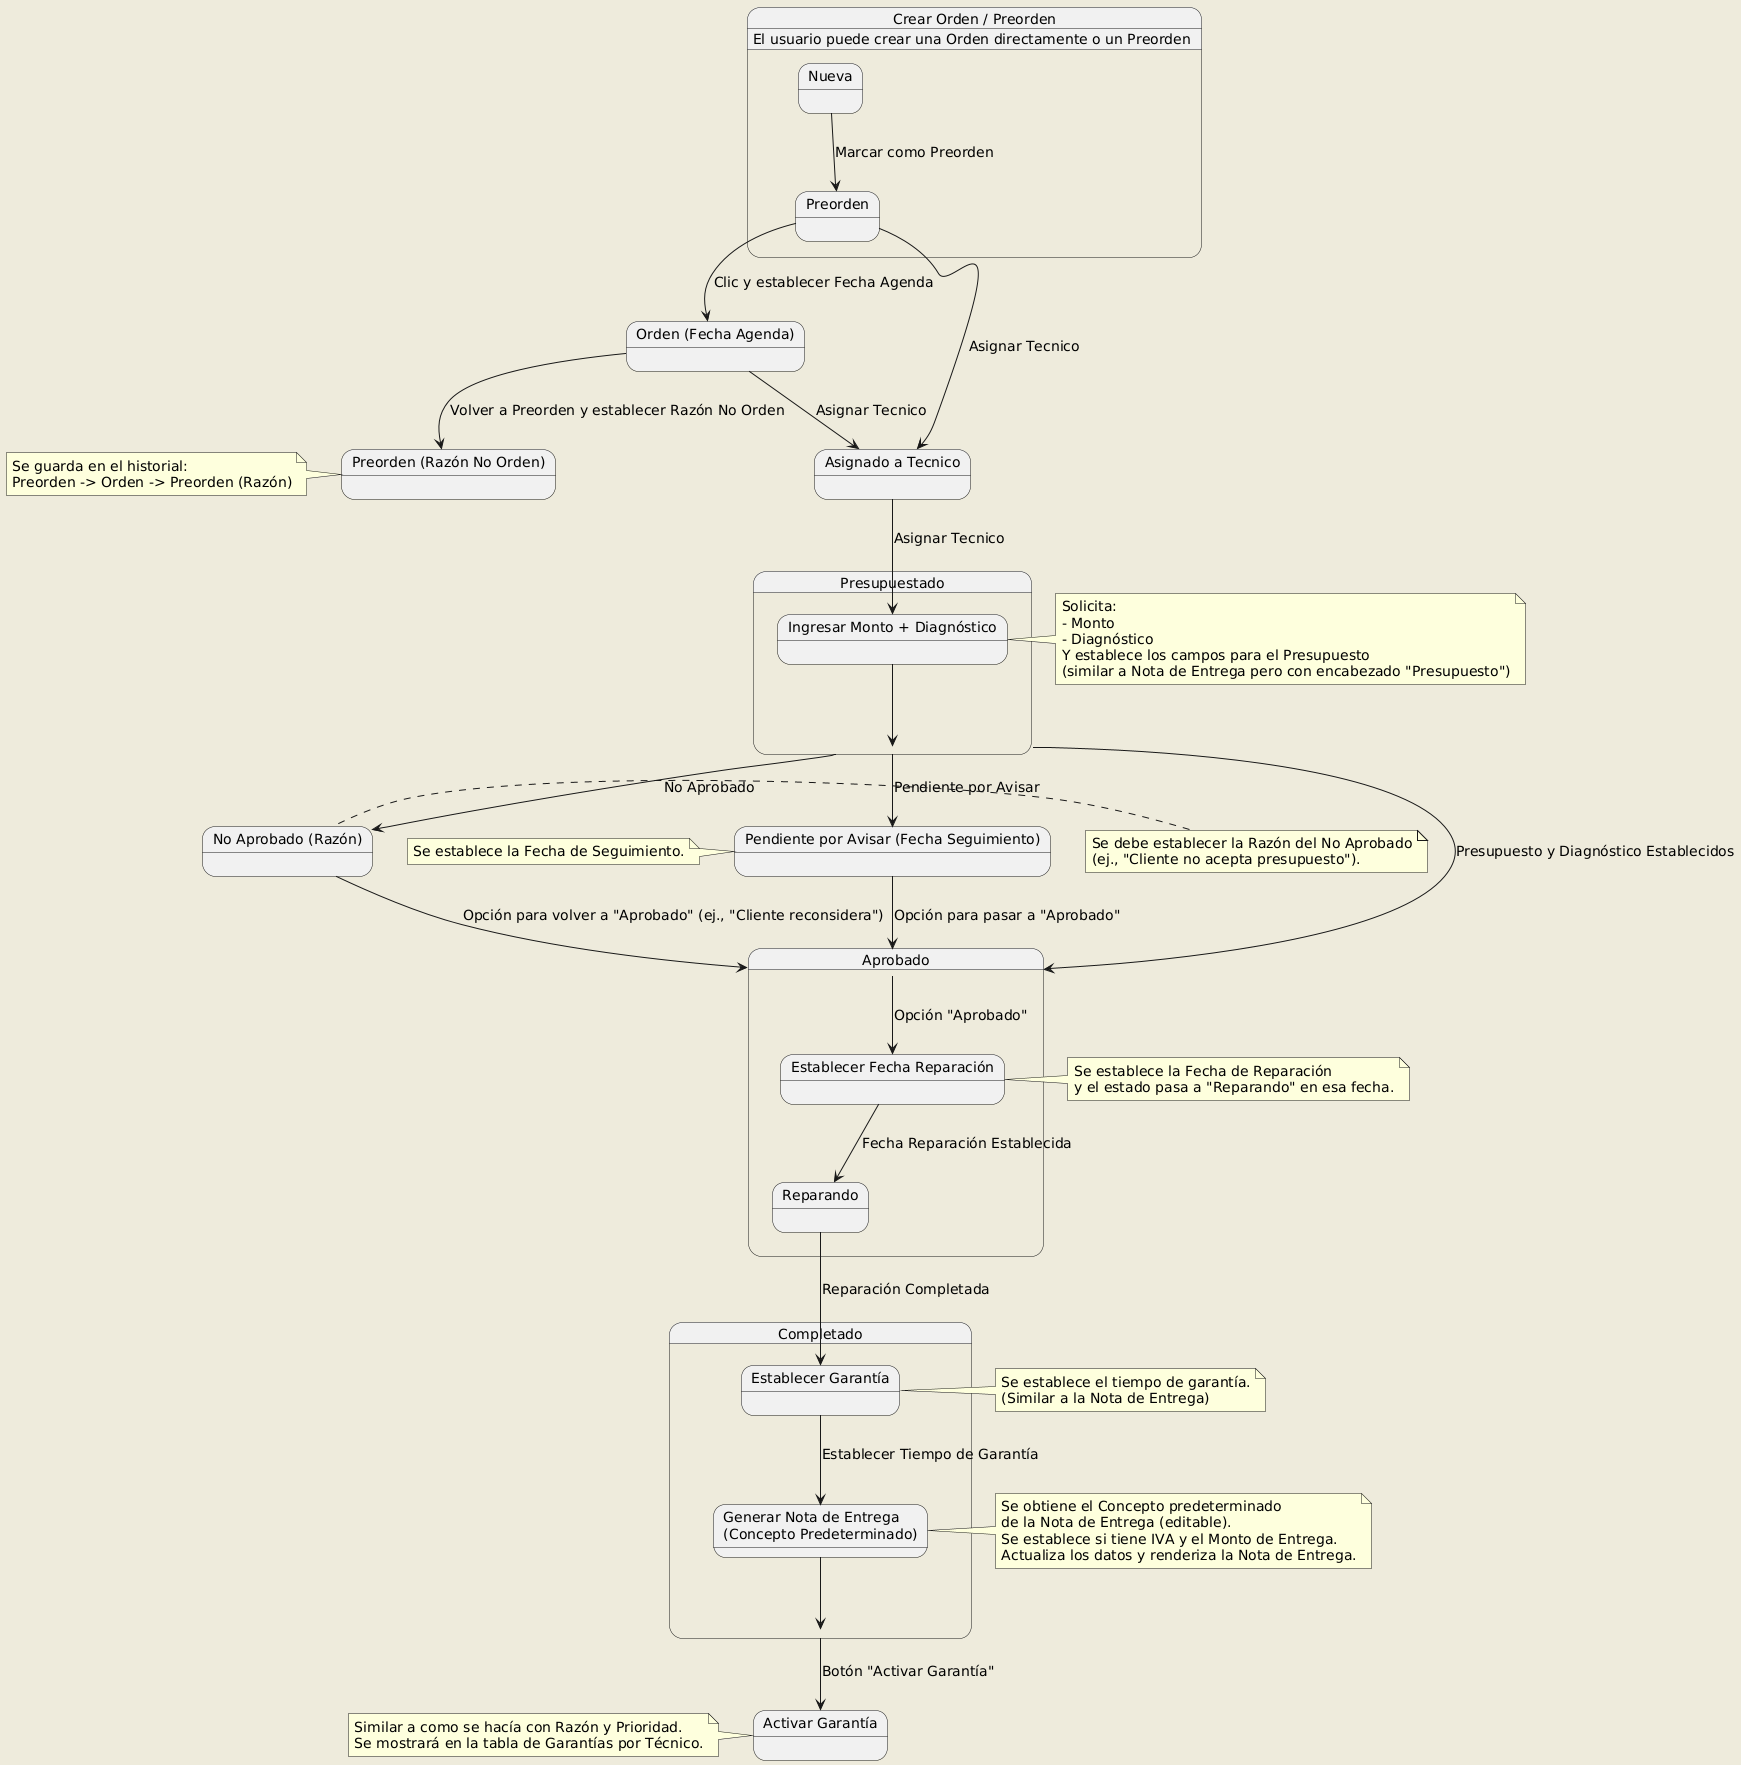 Crear Orden / Preorden
El usuario puede crear una Orden directamente o un Preorden
Nueva
Marcar como Preorden
Preorden
Clic y establecer Fecha Agenda
Orden (Fecha Agenda)
Asignar Tecnico
Volver a Preorden y establecer Razón No Orden
Asignar Tecnico
Se guarda en el historial:
Preorden -> Orden -> Preorden (Razón)
Preorden (Razón No Orden)
Asignado a Tecnico
Asignar Tecnico
Presupuestado
Ingresar Monto + Diagnóstico
Solicita:
- Monto
- Diagnóstico
Y establece los campos para el Presupuesto
(similar a Nota de Entrega pero con encabezado "Presupuesto")
No Aprobado
Pendiente por Avisar
No Aprobado (Razón)
Se establece la Fecha de Seguimiento.
Pendiente por Avisar (Fecha Seguimiento)
Se debe establecer la Razón del No Aprobado
(ej., "Cliente no acepta presupuesto").
Presupuesto y Diagnóstico Establecidos
Opción para volver a "Aprobado" (ej., "Cliente reconsidera")
Opción para pasar a "Aprobado"
Aprobado
Opción "Aprobado"
Establecer Fecha Reparación
Se establece la Fecha de Reparación
y el estado pasa a "Reparando" en esa fecha.
Fecha Reparación Establecida
Reparando
Reparación Completada
Completado
Establecer Garantía
Se establece el tiempo de garantía.
(Similar a la Nota de Entrega)
Establecer Tiempo de Garantía
Generar Nota de Entrega
(Concepto Predeterminado)
Se obtiene el Concepto predeterminado
de la Nota de Entrega (editable).
Se establece si tiene IVA y el Monto de Entrega.
Actualiza los datos y renderiza la Nota de Entrega.
Botón "Activar Garantía"
Activar Garantía
Similar a como se hacía con Razón y Prioridad.
Se mostrará en la tabla de Garantías por Técnico.